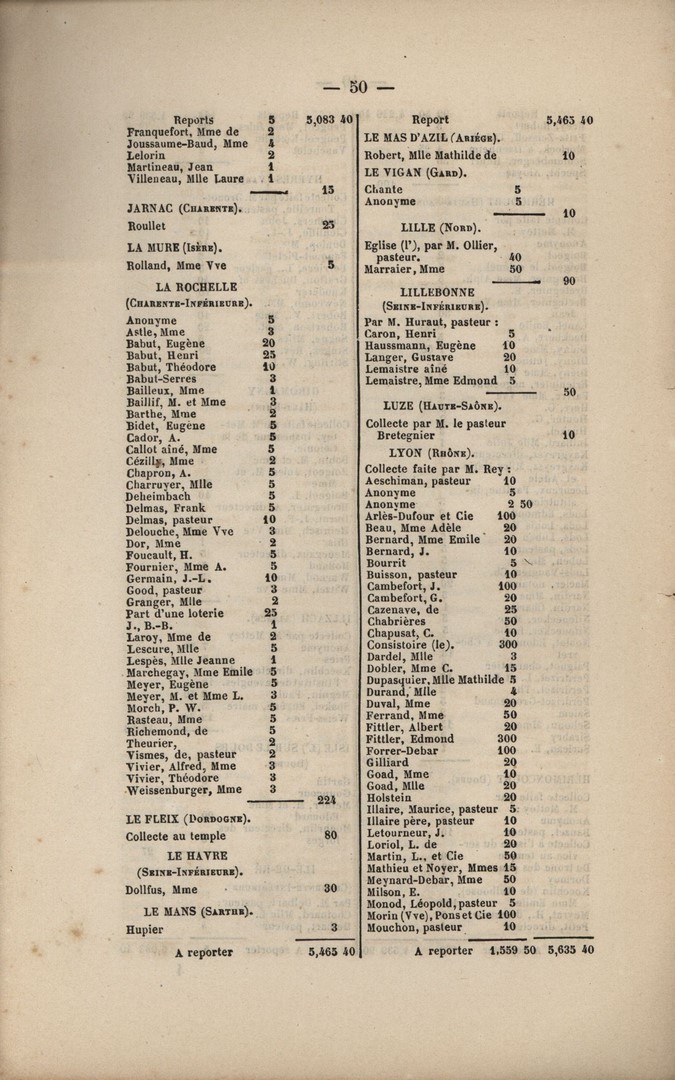 — 50 —
Reports 5 5,083 40
Franquefort, Mme de 2
Joussaume-Baud, Mme 4
Lelorin 2
Martineau, Jean 1
Villeneau, Mlle Laure 1
15
JARNAC (CHARENTE).
Roullet 25
LA MURE (ISÈRE).
Rolland, Mme Vve 5
LA ROCHELLE
(CHARENTE-INFÉRIEURE).
Anonyme 5
Astle, Mme 3
Babut, Eugène 20
Babut, Henri 25
Babut, Théodore 10
Babut-Serres 3
Bailleux, Mme 1
Baillif, M. et Mme 3
Barthe, Mme 2
Bidet, Eugène 5
Cador, A. 5
Callot aîné, Mme 5
Cézilly, Mme 2
Chapron, A. 5
Charruyer, Mlle 5
Deheimbach 5
Delmas, Frank 5
Delmas, pasteur 10
Delouche, Mme Vve 3
Dor, Mme 2
Foucault, H. 5
Fournier, Mme A. 5
Germain, J.-L. 10
Good, pasteur 3
Granger, Mlle 2
Part d'une loterie 25
J., B.-B. 1
Laroy, Mme de 2
Lescure, Mlle 5
Lespès, Mlle Jeanne 1
Marchegay, Mme Emile 5
Meyer, Eugène 5
Meyer, M. et Mme L. 3
Morch, P. W. 5
Rasteau, Mme 5
Richemond, de 5
Theurier, 2
Vismes, de, pasteur 2
Vivier, Alfred, Mme 3
Vivier, Théodore 3
Weissenburger, Mme 3
224
LE FLEIX (DORDOGNE).
Collecte au temple 80
LE HAVRE
(SEINE-INFÉRIEURE).
Dollfus, Mme 30
LE MANS (SARTHE).
Hupier 3
A reporter 5,465 40
Report 5,463 40
LE MAS D'AZIL (ARIÉGE).
Robert, Mlle Mathilde de 10
LE VIGAN (GARD).
Chante 5
Anonyme 5
10
LILLE (NORD).
Eglise (l'), par M. Ollier,
pasteur. 40
Marraier, Mme 50
90
LILLEBONNE
(SEINE-INFÉRIEURE).
Par M. Huraut, pasteur :
Caron, Henri 5
Haussmann, Eugène 10
Langer, Gustave 20
Lemaistre aîné 10
Lemaistre, Mme Edmond 5
50
LUZE (HAUTE-SAÔNE).
Collecte par M. le pasteur
Bretegnier 10
LYON (RHÔNE).
Collecte faite par M. Rey :
Aeschiman, pasteur 10
Anonyme 5
Anonyme 2 50
Arlès-Dufour et Cie 100
Beau, Mme Adèle 20
Bernard, Mme Emile 20
Bernard, J. 10
Bourrit 5
Buisson, pasteur 10
Cambefort, J. 100
Cambefort, G. 20
Cazenave, de 25
Chabrières 50
Chapusat, C. 10
Consistoire (le). 300
Dardel, Mlle 3
Dobler, Mme C. 15
Dupasquier, Mlle Mathilde 5
Durand, Mlle 4
Duval, Mme 20
Ferrand, Mme 50
Fittler, Albert 20
Fittler, Edmond 300
Forrer-Debar 100
Gilliard 20
Goad, Mme 10
Goad, Mlle 20
Holstein 20
Illaire, Maurice, pasteur 5
Illaire père, pasteur 10
Letourneur, J. 10
Loriol, L. de 20
Martin, L., et Cie 50
Mathieu et Noyer, Mmes 15
Meynard-Debar, Mme 50
Milson, E. 10
Monod, Léopold, pasteur 5
Morin (Vve), Pons et Cie 100
Mouchon, pasteur 10
A reporter 1.559 50 5,635 40